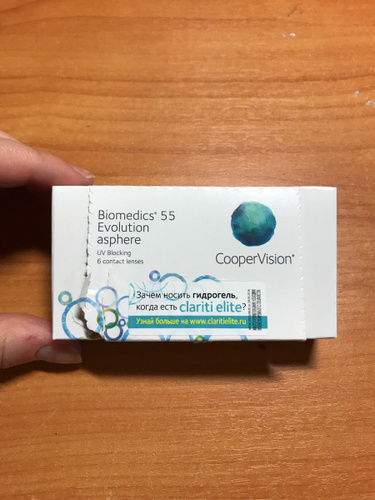 Biomedics® 55
Evolution
asphere
UV Blocking
6 contact lenses
CooperVision®
Зачем носить гидрогель,
когда есть clariti elite?
Узнай больше на www.claritielite.ru